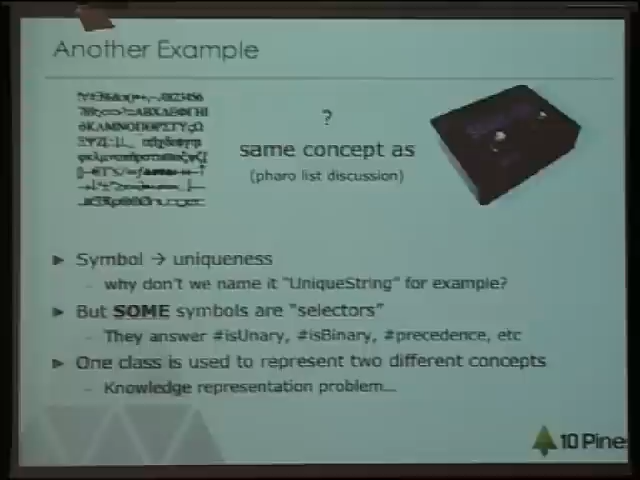 Another Example
?
same concept as
(pharo list discussion)
Symbol → uniqueness
- why don't we name it "UniqueString" for example?
But SOME symbols are "selectors"
- They answer #isUnary, #isBinary, #precedence, etc
One class is used to represent two different concepts
- Knowledge representation problem...
10Pine